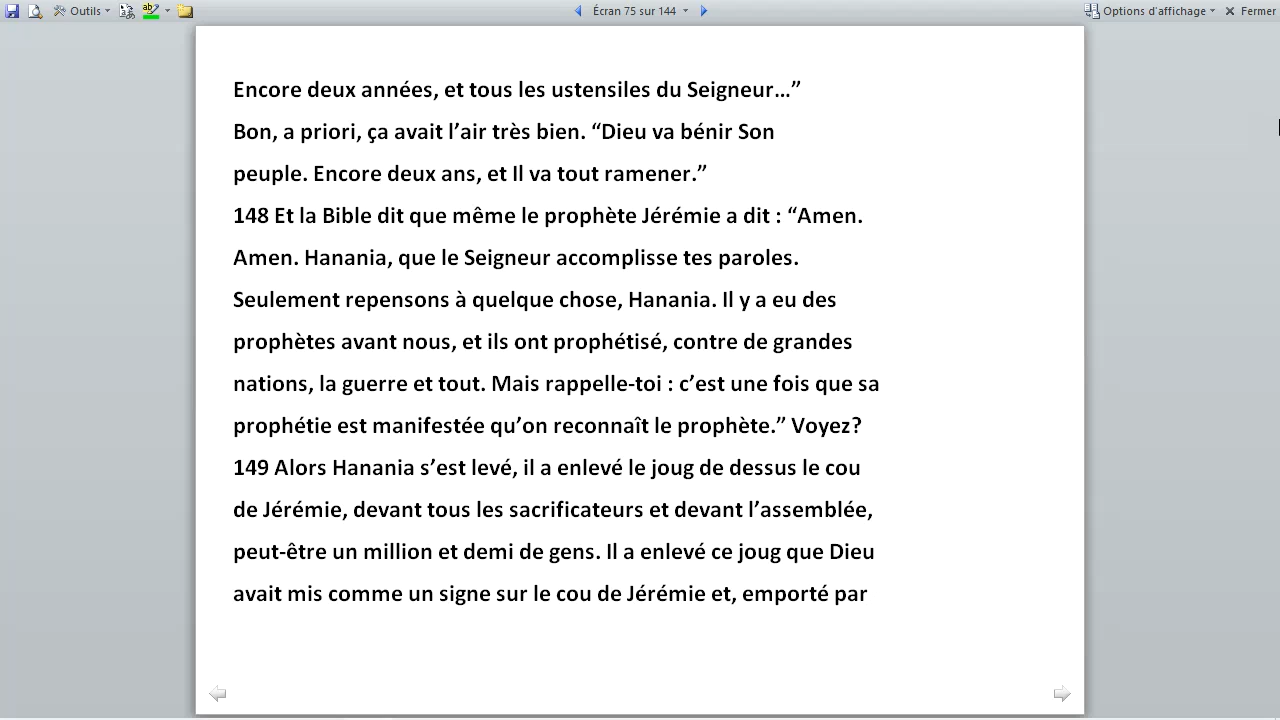 Outils
Écran 75 sur 144
Options d'affichage
Fermer
Encore deux années, et tous les ustensiles du Seigneur…”
Bon, a priori, ça avait l’air très bien. “Dieu va bénir Son
peuple. Encore deux ans, et Il va tout ramener.”
148 Et la Bible dit que même le prophète Jérémie a dit : “Amen.
Amen. Hanania, que le Seigneur accomplisse tes paroles.
Seulement repensons à quelque chose, Hanania. Il y a eu des
prophètes avant nous, et ils ont prophétisé, contre de grandes
nations, la guerre et tout. Mais rappelle-toi : c’est une fois que sa
prophétie est manifestée qu’on reconnaît le prophète.” Voyez?
149 Alors Hanania s’est levé, il a enlevé le joug de dessus le cou
de Jérémie, devant tous les sacrificateurs et devant l’assemblée,
peut-être un million et demi de gens. Il a enlevé ce joug que Dieu
avait mis comme un signe sur le cou de Jérémie et, emporté par